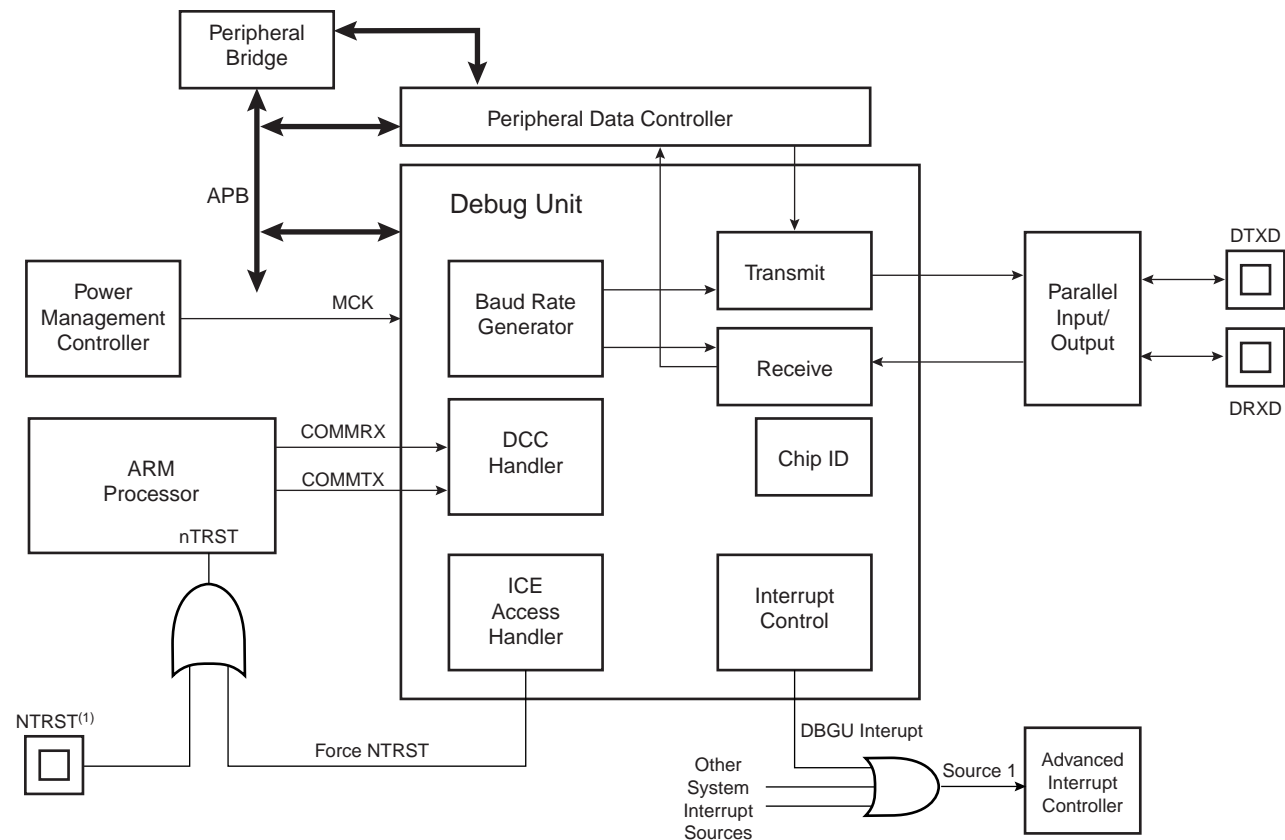 Peripheral
Bridge
Peripheral Data Controller
APB
Debug Unit
Power
Management
Controller
MCK
Baud Rate
Generator
Transmit
Receive
Parallel
Input/
Output
DTXD
DRXD
ARM
Processor
nTRST
COMMRX
COMMTX
DCC
Handler
Chip ID
ICE
Access
Handler
Interrupt
Control
NTRST(1)
Force NTRST
DBGU Interupt
Other
System
Interrupt
Sources
Source 1
Advanced
Interrupt
Controller